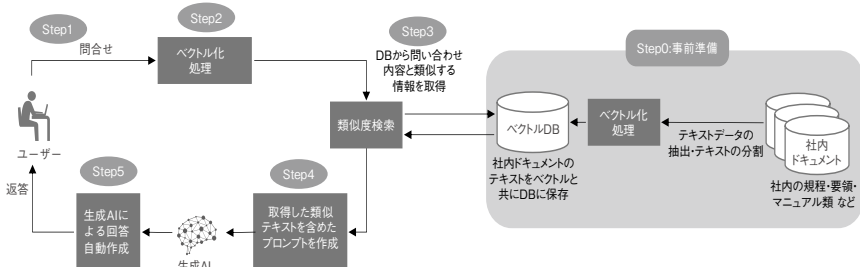 Step1
問合せ
Step2
ベクトル化
処理
Step3
DBから問い合わせ
内容と類似する
情報を取得
類似度検索
Step0:事前準備
ベクトルDB
社内ドキュメントの
テキストをベクトルと
共にDBに保存
ベクトル化
処理
テキストデータの
抽出・テキストの分割
社内
ドキュメント
社内の規程・要領・
マニュアル類 など
ユーザー
返答
Step5
生成AIに
よる回答
自動作成
生成AI
Step4
取得した類似
テキストを含めた
プロンプトを作成